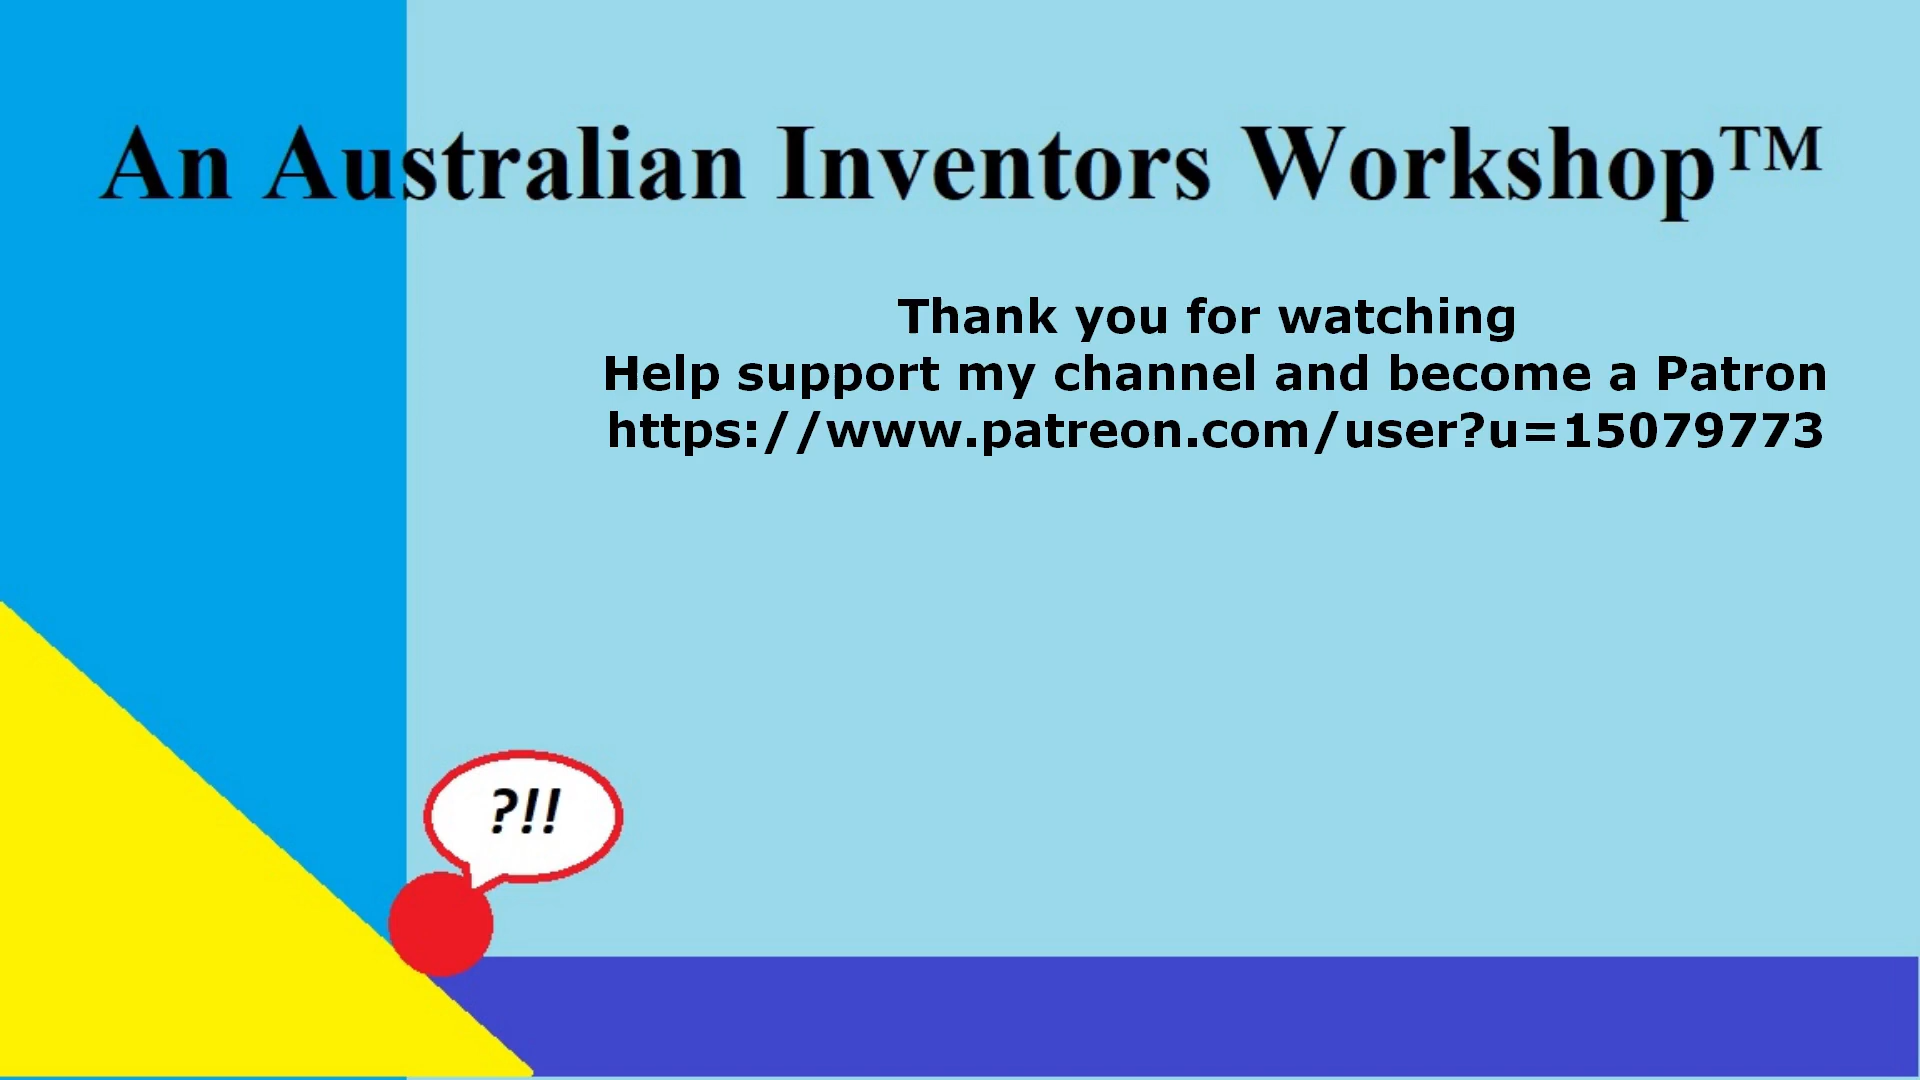 An Australian Inventors Workshop™
Thank you for watching
Help support my channel and become a Patron
https://www.patreon.com/user?u=15079773
?!!